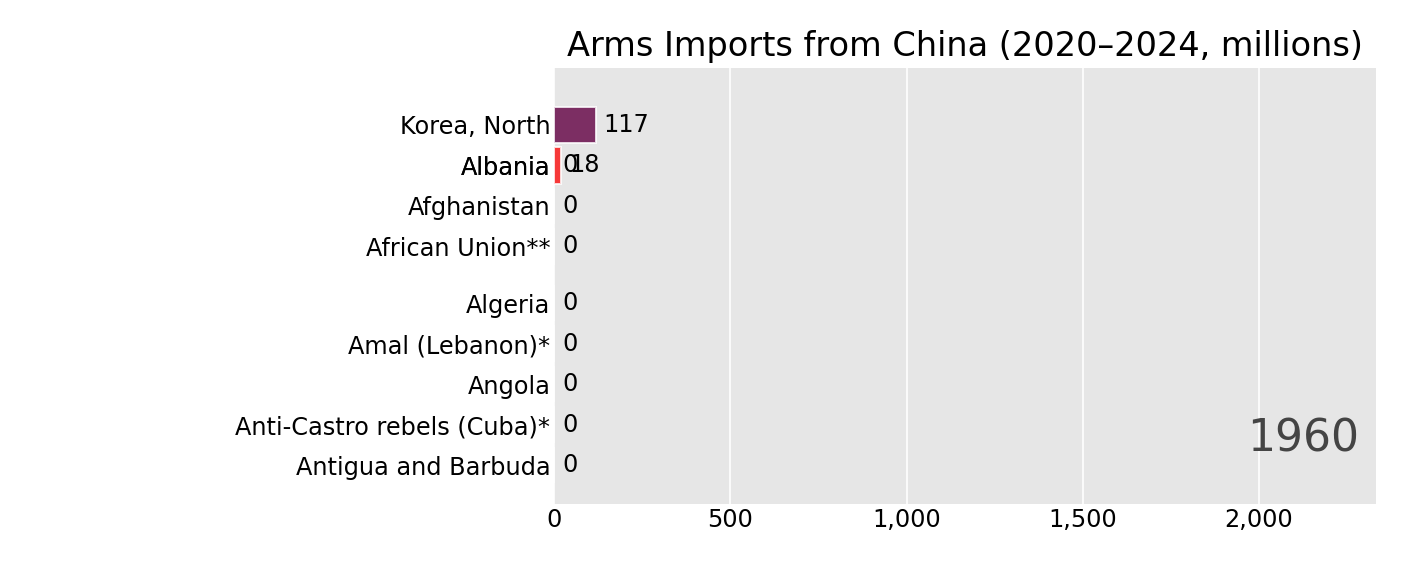 Arms Imports from China (2020–2024, millions)
Korea, North 117
Albania 0 18
Afghanistan 0
African Union** 0
Algeria 0
Amal (Lebanon)* 0
Angola 0
Anti-Castro rebels (Cuba)* 0
Antigua and Barbuda 0
1960
0 500 1,000 1,500 2,000